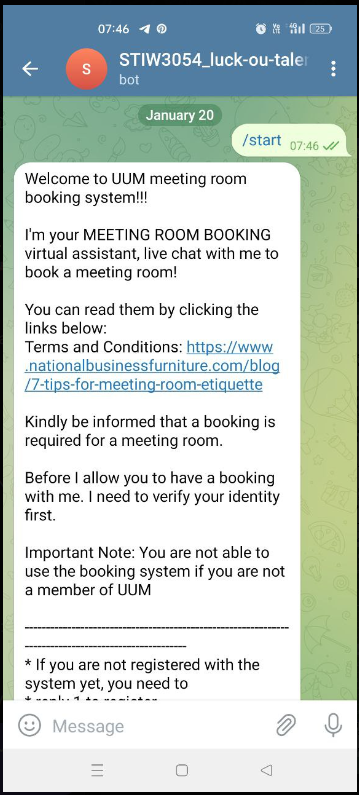 07:46
25
STIW3054_luck-ou-taler
S
bot
January 20
/start 07:46
Welcome to UUM meeting room
booking system!!!
I'm your MEETING ROOM BOOKING
virtual assistant, live chat with me to
book a meeting room!
You can read them by clicking the
links below:
Terms and Conditions: https://www
.nationalbusinessfurniture.com/blog
/7-tips-for-meeting-room-etiquette
Kindly be informed that a booking is
required for a meeting room.
Before I allow you to have a booking
with me. I need to verify your identity
first.
Important Note: You are not able to
use the booking system if you are not
a member of UUM
----------------------------------------------------------------
---------------------------------------
* If you are not registered with the
system yet, you need to
* reply 1 to register
Message